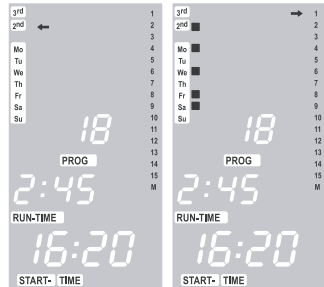 3rd
2nd ←
Mo
Tu
We
Th
Fr
Sa
Su
1
2
3
4
5
6
7
8
9
10
11
12
13
14
15
M
18
PROG
2:45
RUN-TIME
16:20
START- TIME
3rd
2nd
Mo
Tu
We
Th
Fr
Sa
Su
→ 1
2
3
4
5
6
7
8
9
10
11
12
13
14
15
M
18
PROG
2:45
RUN-TIME
16:20
START- TIME